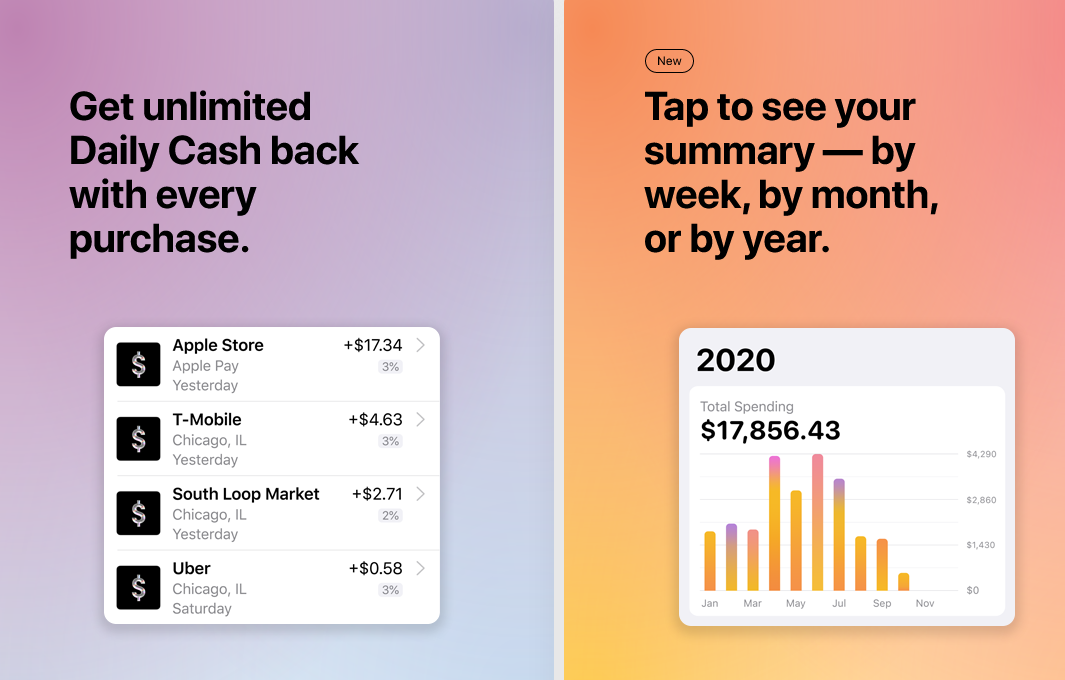 Get unlimited
Daily Cash back
with every
purchase.
Apple Store +$17.34
Apple Pay 3%
Yesterday
T-Mobile +$4.63
Chicago, IL 3%
Yesterday
South Loop Market +$2.71
Chicago, IL 2%
Yesterday
Uber +$0.58
Chicago, IL 3%
Saturday
New
Tap to see your
summary — by
week, by month,
or by year.
2020
Total Spending
$17,856.43
$4,290
$2,860
$1,430
$0
Jan Mar May Jul Sep Nov